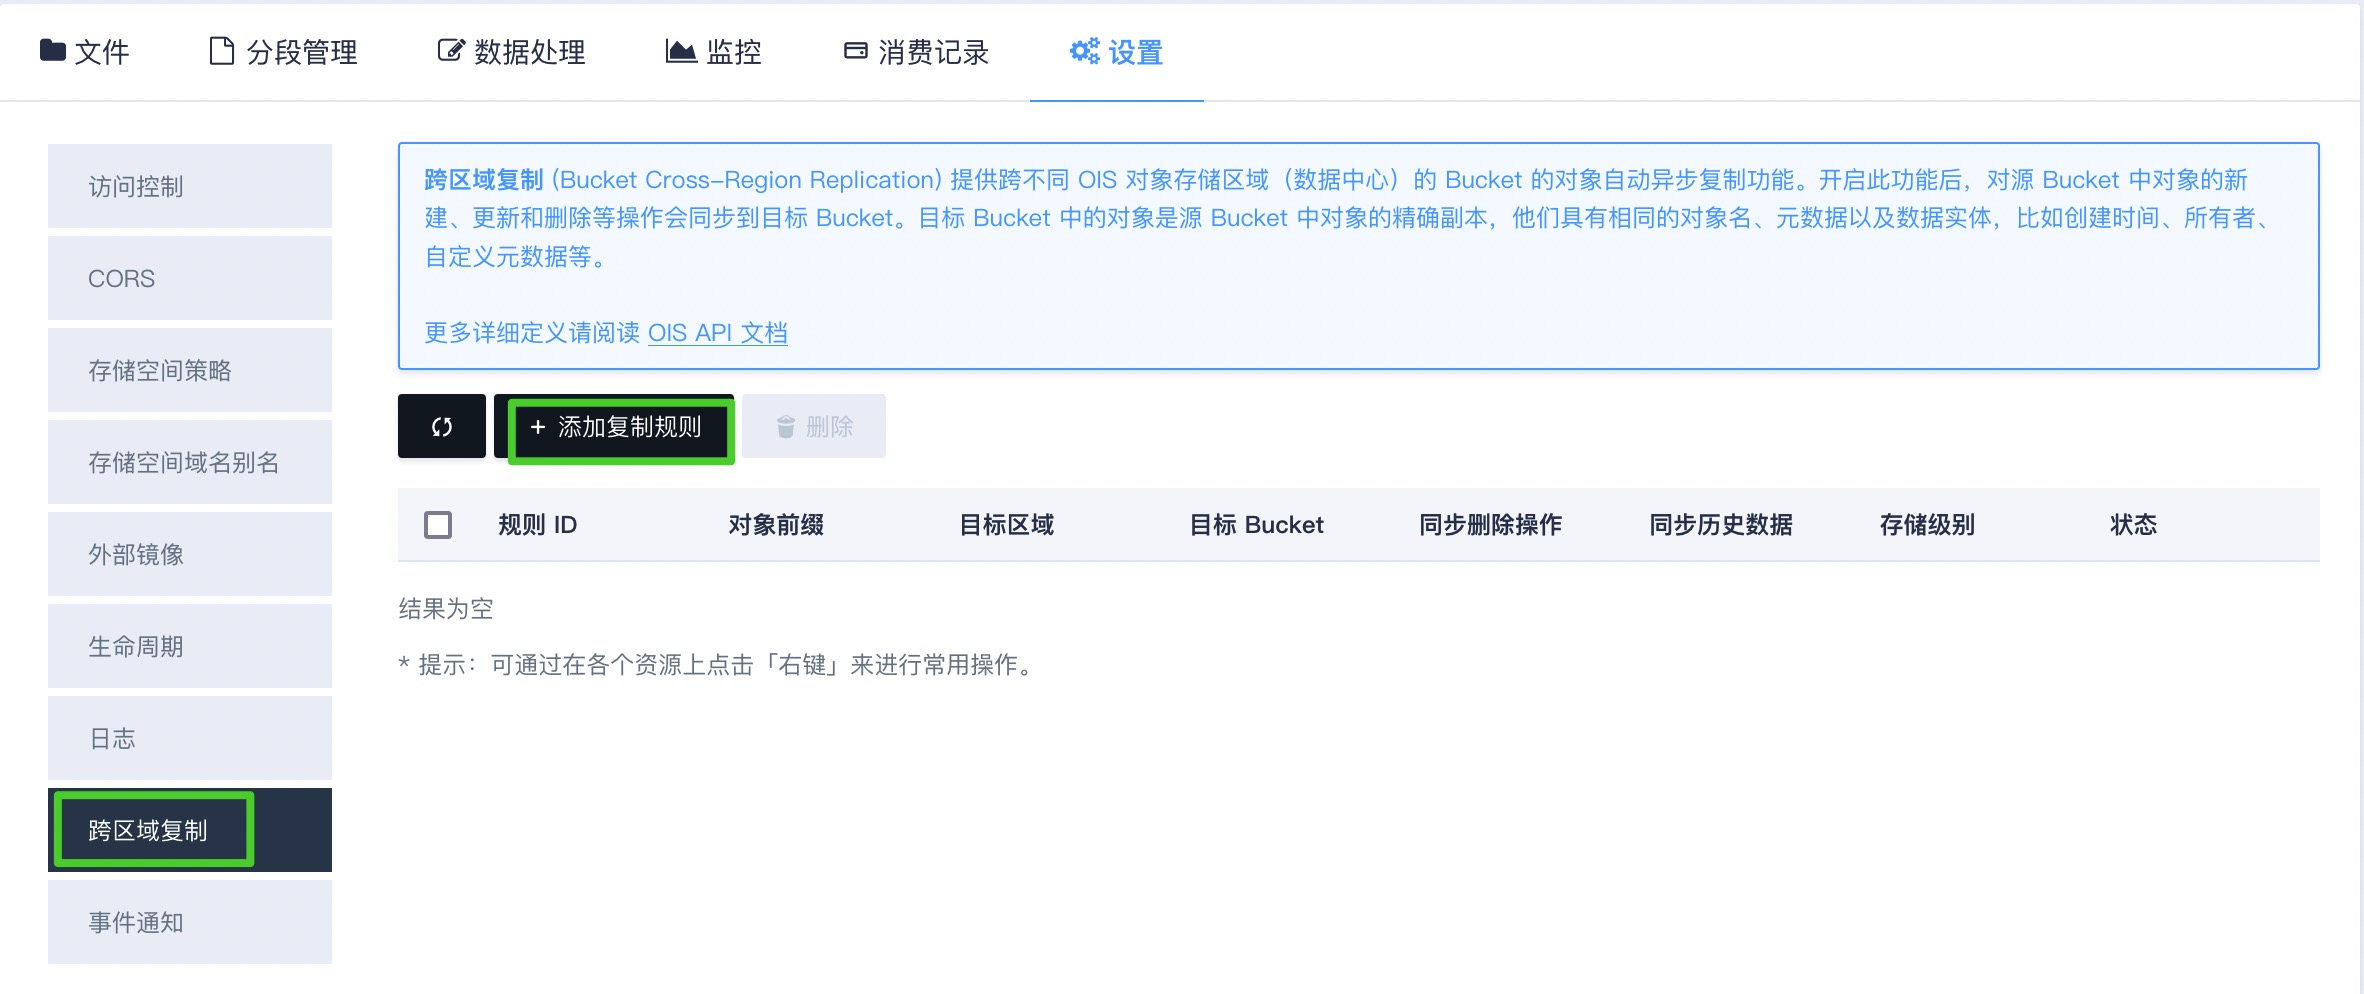 文件 分段管理 数据处理 监控 消费记录 设置
访问控制
CORS
存储空间策略
存储空间域名别名
外部镜像
生命周期
日志
跨区域复制
事件通知
跨区域复制 (Bucket Cross-Region Replication) 提供跨不同 OIS 对象存储区域（数据中心）的 Bucket 的对象自动异步复制功能。开启此功能后，对源 Bucket 中对象的新
建、更新和删除等操作会同步到目标 Bucket。目标 Bucket 中的对象是源 Bucket 中对象的精确副本，他们具有相同的对象名、元数据以及数据实体，比如创建时间、所有者、
自定义元数据等。
更多详细定义请阅读 OIS API 文档
+ 添加复制规则 删除
规则 ID 对象前缀 目标区域 目标 Bucket 同步删除操作 同步历史数据 存储级别 状态
结果为空
* 提示：可通过在各个资源上点击「右键」来进行常用操作。